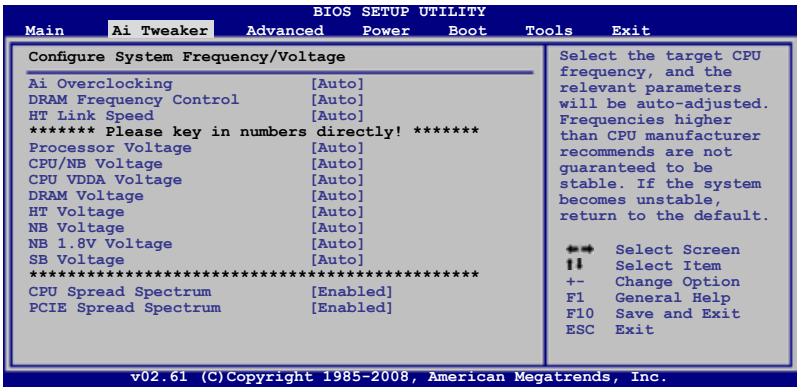 BIOS SETUP UTILITY
Main Ai Tweaker Advanced Power Boot Tools Exit
Configure System Frequency/Voltage
Ai Overclocking [Auto]
DRAM Frequency Control [Auto]
HT Link Speed [Auto]
******* Please key in numbers directly! *******
Processor Voltage [Auto]
CPU/NB Voltage [Auto]
CPU VDDA Voltage [Auto]
DRAM Voltage [Auto]
HT Voltage [Auto]
NB Voltage [Auto]
NB 1.8V Voltage [Auto]
SB Voltage [Auto]
*************************************************
CPU Spread Spectrum [Enabled]
PCIE Spread Spectrum [Enabled]
Select the target CPU
frequency, and the
relevant parameters
will be auto-adjusted.
Frequencies higher
than CPU manufacturer
recommends are not
guaranteed to be
stable. If the system
becomes unstable,
return to the default.
←→ Select Screen
↑↓ Select Item
+- Change Option
F1 General Help
F10 Save and Exit
ESC Exit
v02.61 (C)Copyright 1985-2008, American Megatrends, Inc.